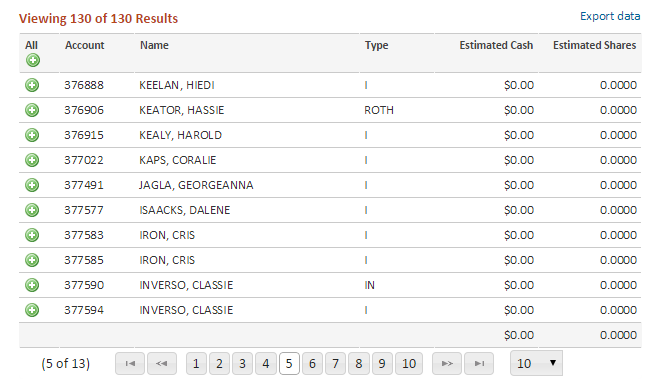 Viewing 130 of 130 Results Export data
All Account Name Type Estimated Cash Estimated Shares
376888 KEELAN, HIEDI I $0.00 0.0000
376906 KEATOR, HASSIE ROTH $0.00 0.0000
376915 KEALY, HAROLD I $0.00 0.0000
377022 KAPS, CORALIE I $0.00 0.0000
377491 JAGLA, GEORGEANNA I $0.00 0.0000
377577 ISAACKS, DALENE I $0.00 0.0000
377583 IRON, CRIS I $0.00 0.0000
377585 IRON, CRIS I $0.00 0.0000
377590 INVERSO, CLASSIE IN $0.00 0.0000
377594 INVERSO, CLASSIE I $0.00 0.0000
$0.00 0.0000
(5 of 13) 1 2 3 4 5 6 7 8 9 10 10